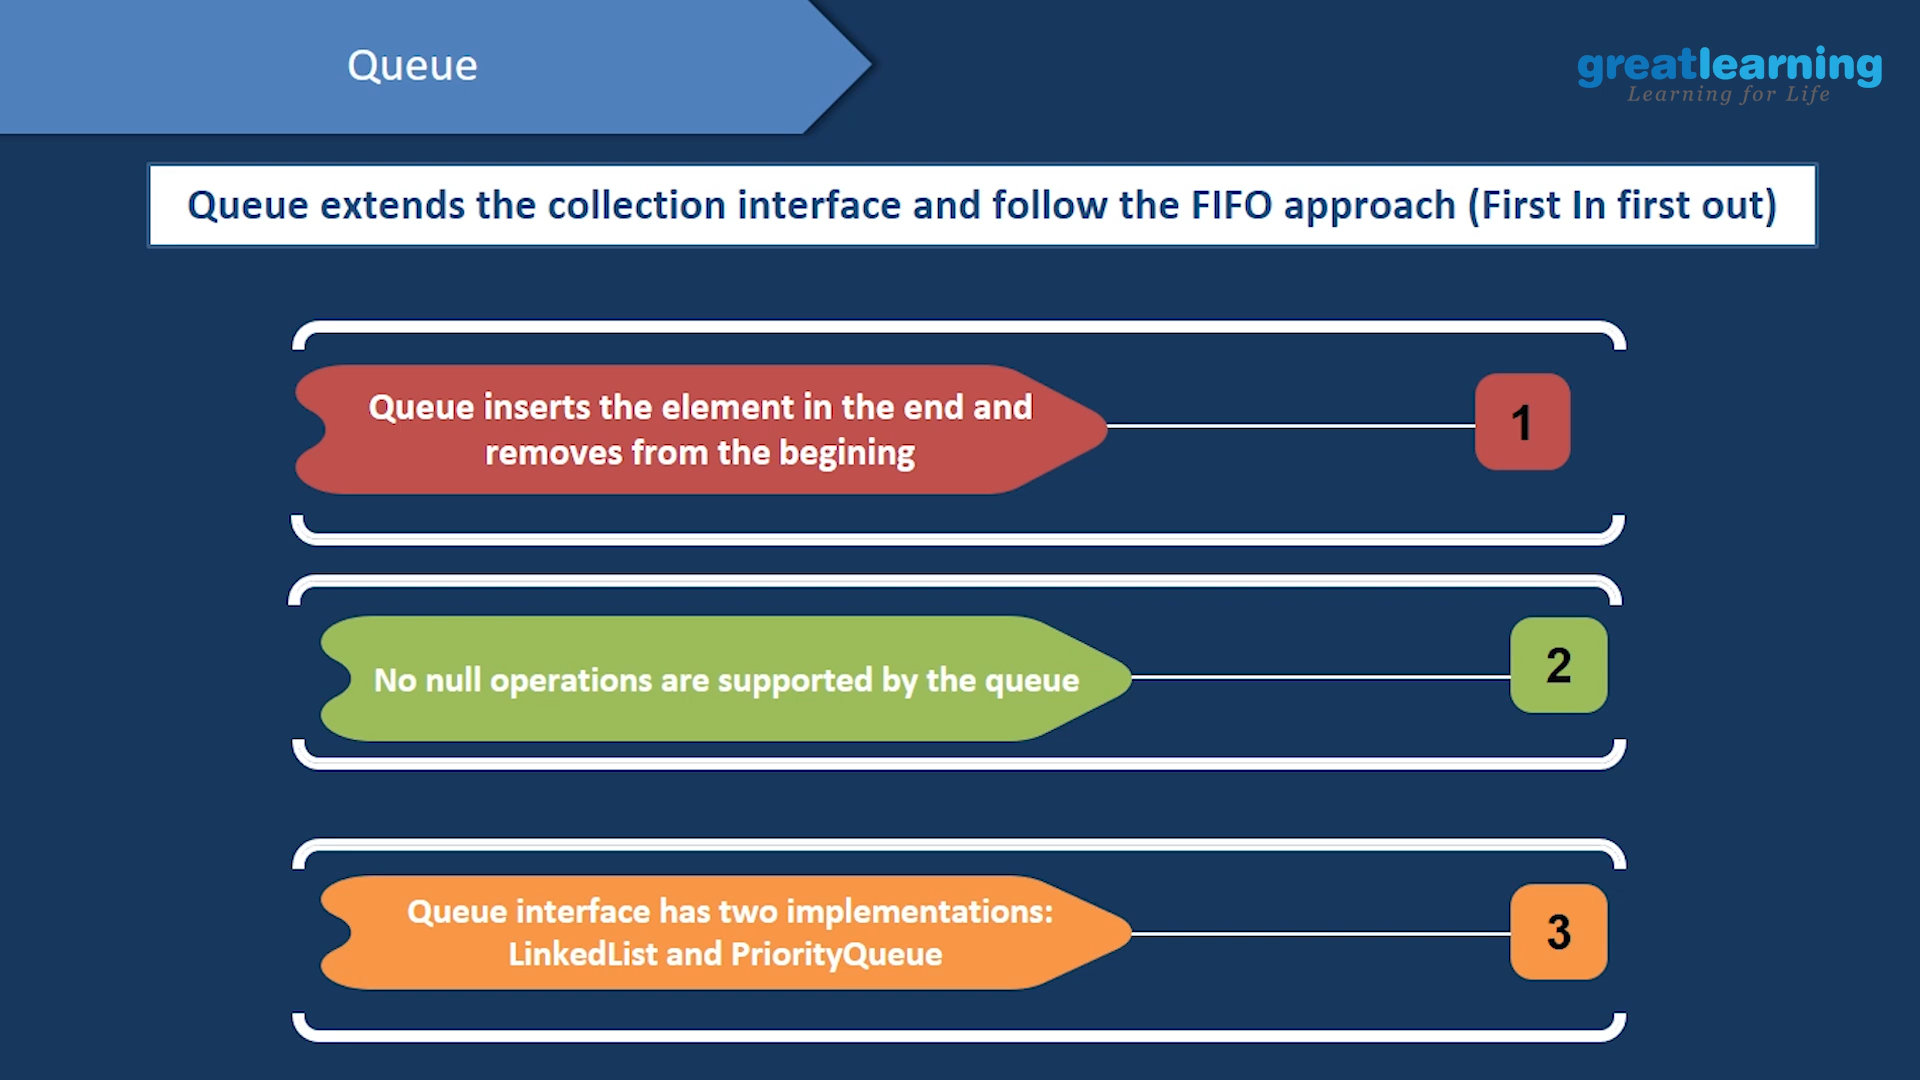 Queue
greatlearning
Learning for Life
Queue extends the collection interface and follow the FIFO approach (First In first out)
Queue inserts the element in the end and
removes from the begining
1
No null operations are supported by the queue
2
Queue interface has two implementations:
LinkedList and PriorityQueue
3